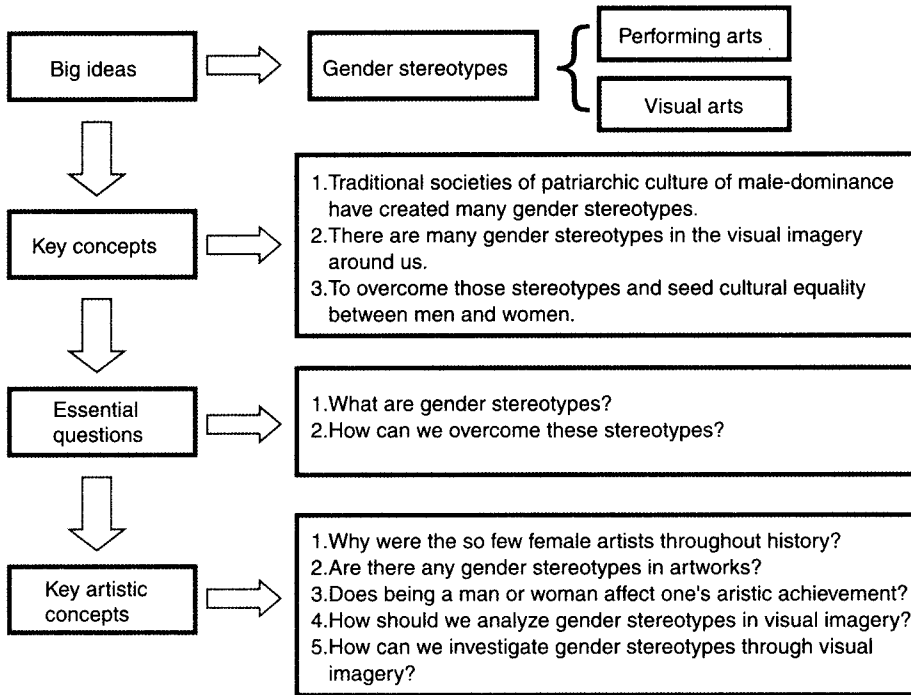 Big ideas
Gender stereotypes
Performing arts
Visual arts
Key concepts
1.Traditional societies of patriarchic culture of male-dominance
have created many gender stereotypes.
2.There are many gender stereotypes in the visual imagery
around us.
3.To overcome those stereotypes and seed cultural equality
between men and women.
Essential
questions
1.What are gender stereotypes?
2.How can we overcome these stereotypes?
Key artistic
concepts
1.Why were the so few female artists throughout history?
2.Are there any gender stereotypes in artworks?
3.Does being a man or woman affect one's aristic achievement?
4.How should we analyze gender stereotypes in visual imagery?
5.How can we investigate gender stereotypes through visual
imagery?